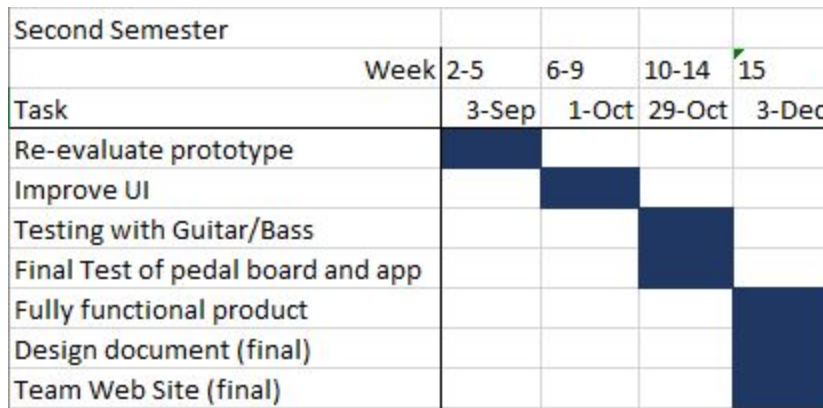 Second Semester
Week 2-5 6-9 10-14 15
Task 3-Sep 1-Oct 29-Oct 3-Dec
Re-evaluate prototype
Improve UI
Testing with Guitar/Bass
Final Test of pedal board and app
Fully functional product
Design document (final)
Team Web Site (final)